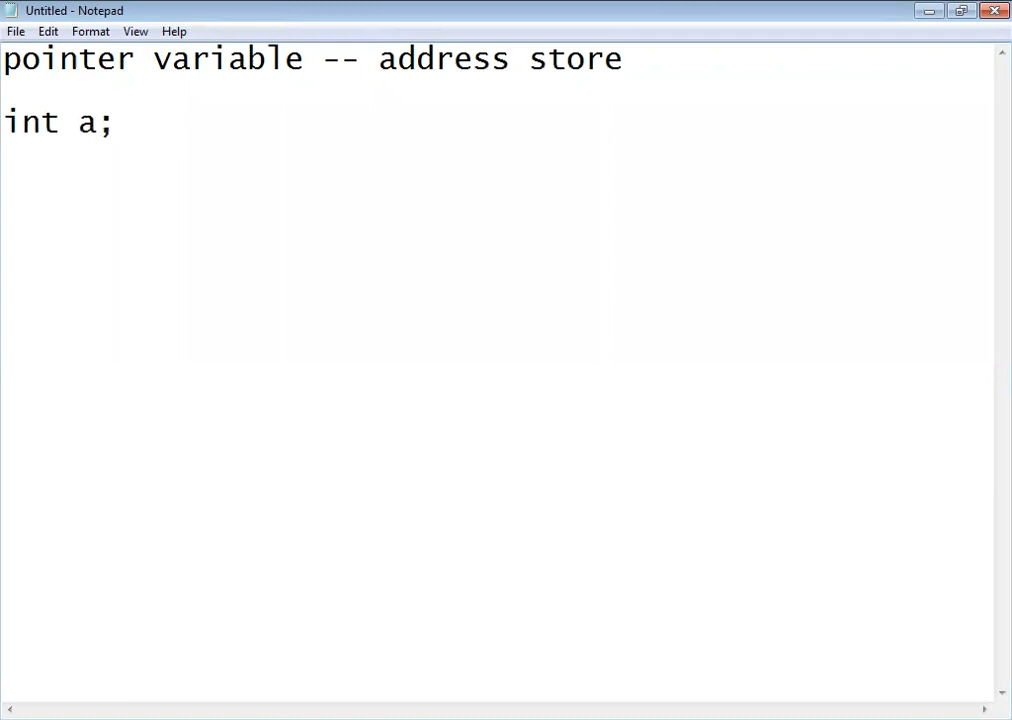 Untitled - Notepad
File Edit Format View Help
pointer variable -- address store
int a;